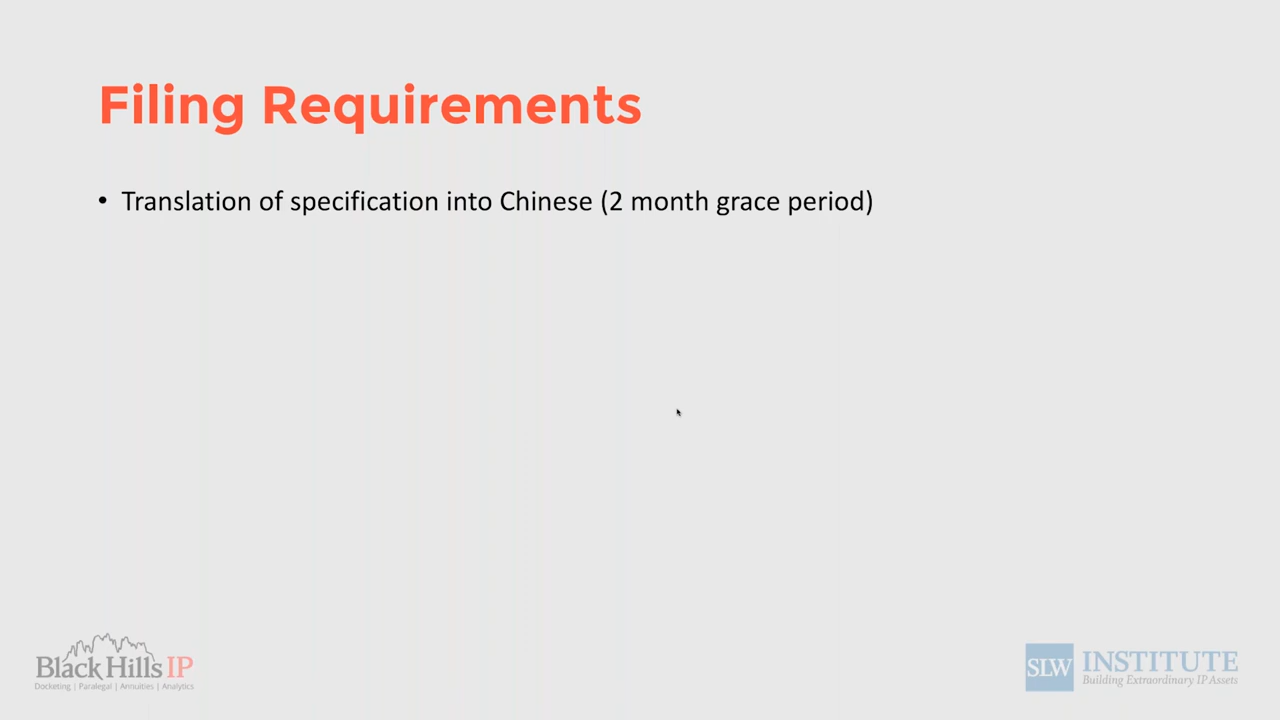 Filing Requirements
• Translation of specification into Chinese (2 month grace period)
Black Hills IP
Docketing | Paralegal | Annuities | Analytics
SLW INSTITUTE
Building Extraordinary IP Assets